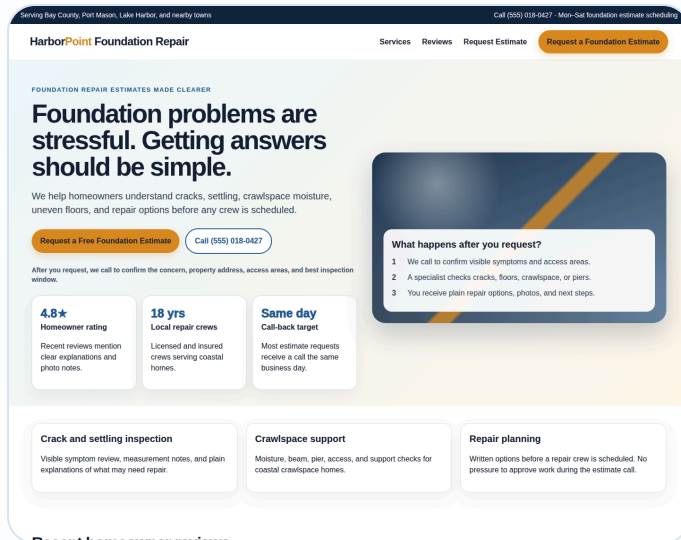 Serving Bay County, Port Mason, Lake Harbor, and nearby towns
Call (555) 018-0427 · Mon–Sat foundation estimate scheduling
HarborPoint Foundation Repair
Services
Reviews
Request Estimate
Request a Foundation Estimate
FOUNDATION REPAIR ESTIMATES MADE CLEARER
Foundation problems are
stressful. Getting answers
should be simple.
We help homeowners understand cracks, settling, crawlspace moisture,
uneven floors, and repair options before any crew is scheduled.
Request a Free Foundation Estimate
Call (555) 018-0427
After you request, we call to confirm the concern, property address, access areas, and best inspection
window.
4.8★
Homeowner rating
Recent reviews mention
clear explanations and
photo notes.
18 yrs
Local repair crews
Licensed and insured
crews serving coastal
homes.
Same day
Call-back target
Most estimate requests
receive a call the same
business day.
What happens after you request?
1 We call to confirm visible symptoms and access areas.
2 A specialist checks cracks, floors, crawlspace, or piers.
3 You receive plain repair options, photos, and next steps.
Crack and settling inspection
Visible symptom review, measurement notes, and plain
explanations of what may need repair.
Crawlspace support
Moisture, beam, pier, access, and support checks for
coastal crawlspace homes.
Repair planning
Written options before a repair crew is scheduled. No
pressure to approve work during the estimate call.
Recent homeowner reviews